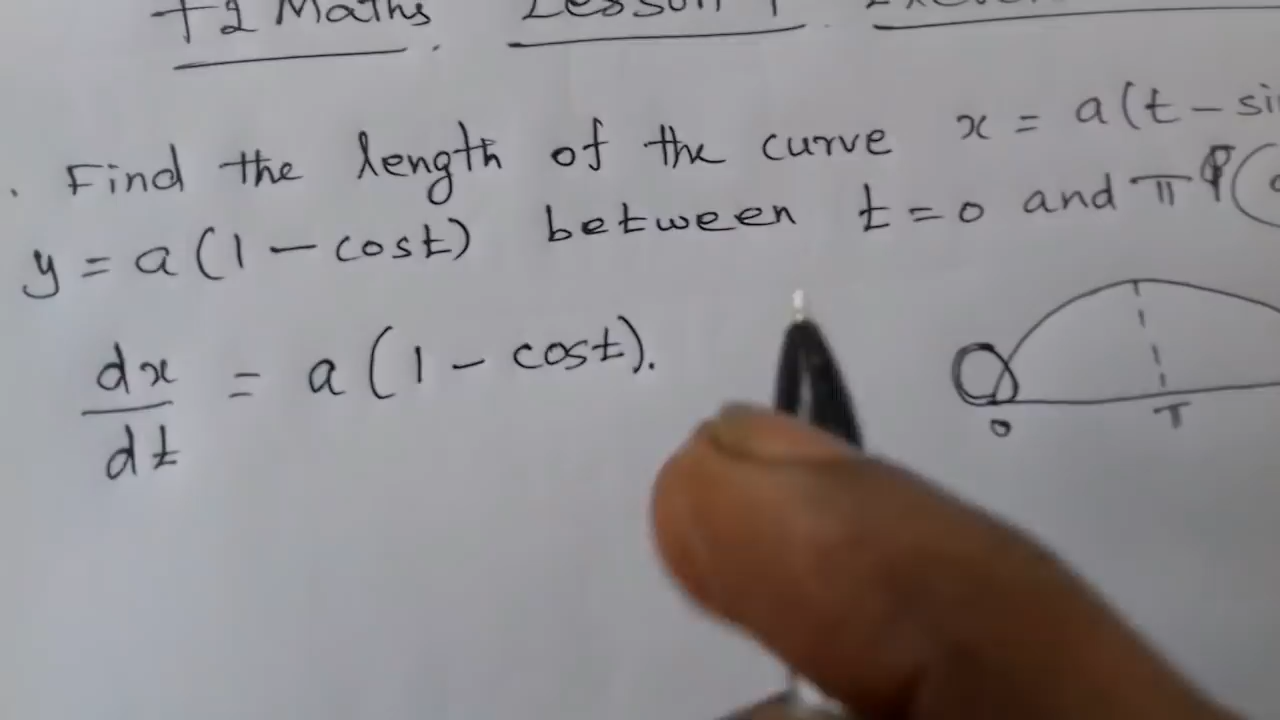 +2 Maths. Lesson
. Find the length of the curve x = a(t - si
y = a(1 - cost) between t = 0 and π
dx/dt = a(1 - cost).
0 π